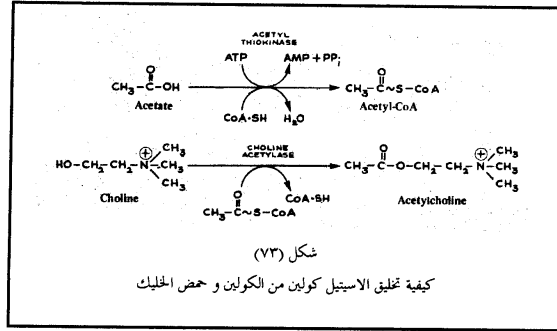 ACETYL
THIOKINASE
ATP
AMP + PPi
CH3-C-OH
O
Acetate
CoA·SH
H2O
CH3-C~S-CoA
O
Acetyl-CoA
CHOLINE
ACETYLASE
HO-CH2-CH2-N
+
CH3
CH3
CH3
Choline
O
CH3-C~S-CoA
CoA·SH
O
CH3-C-O-CH2-CH2-N
+
CH3
CH3
CH3
Acetylcholine
شكل (٧٣)
كيفية تخليق الاسيتيل كولين من الكولين و حمض الخليك